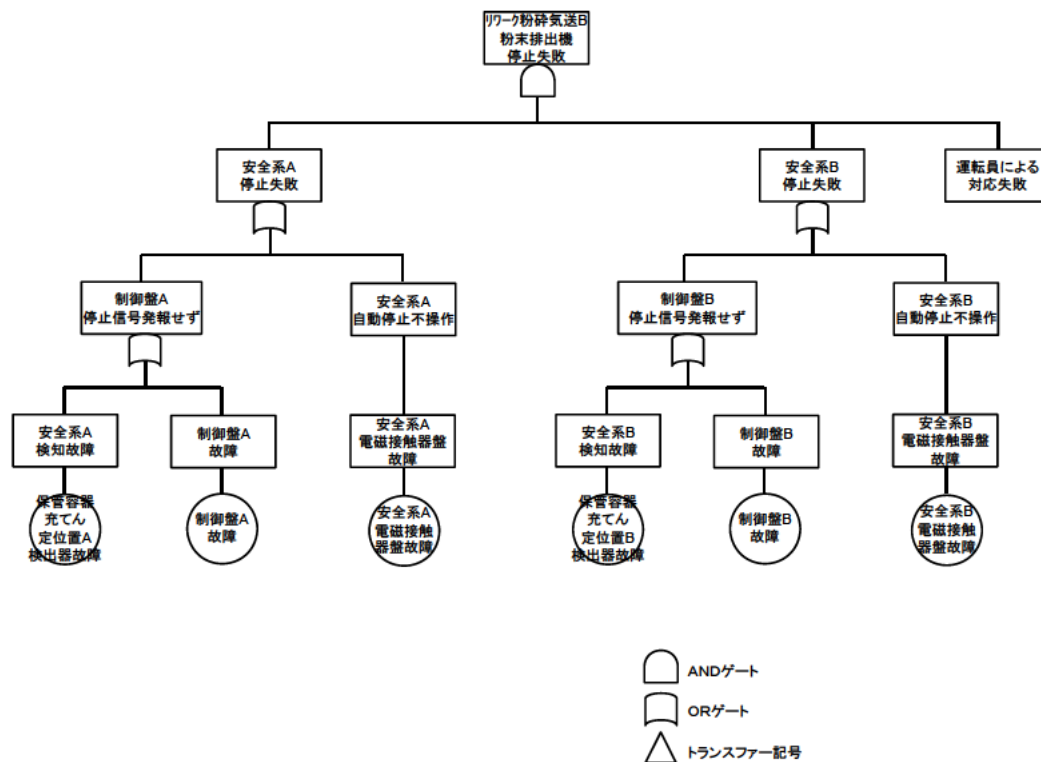 リワーク粉砕気送B
粉末排出機
停止失敗
安全系A
停止失敗
安全系B
停止失敗
運転員による
対応失敗
制御盤A
停止信号発報せず
安全系A
自動停止不操作
制御盤B
停止信号発報せず
安全系B
自動停止不操作
安全系A
検知故障
制御盤A
故障
安全系A
電磁接触器盤
故障
安全系B
検知故障
制御盤B
故障
安全系B
電磁接触器盤
故障
保管容器
充てん
定位置A
検出器故障
制御盤A
故障
安全系A
電磁接触
器盤故障
保管容器
充てん
定位置B
検出器故障
制御盤B
故障
安全系B
電磁接触
器盤故障
ANDゲート
ORゲート
トランスファー記号